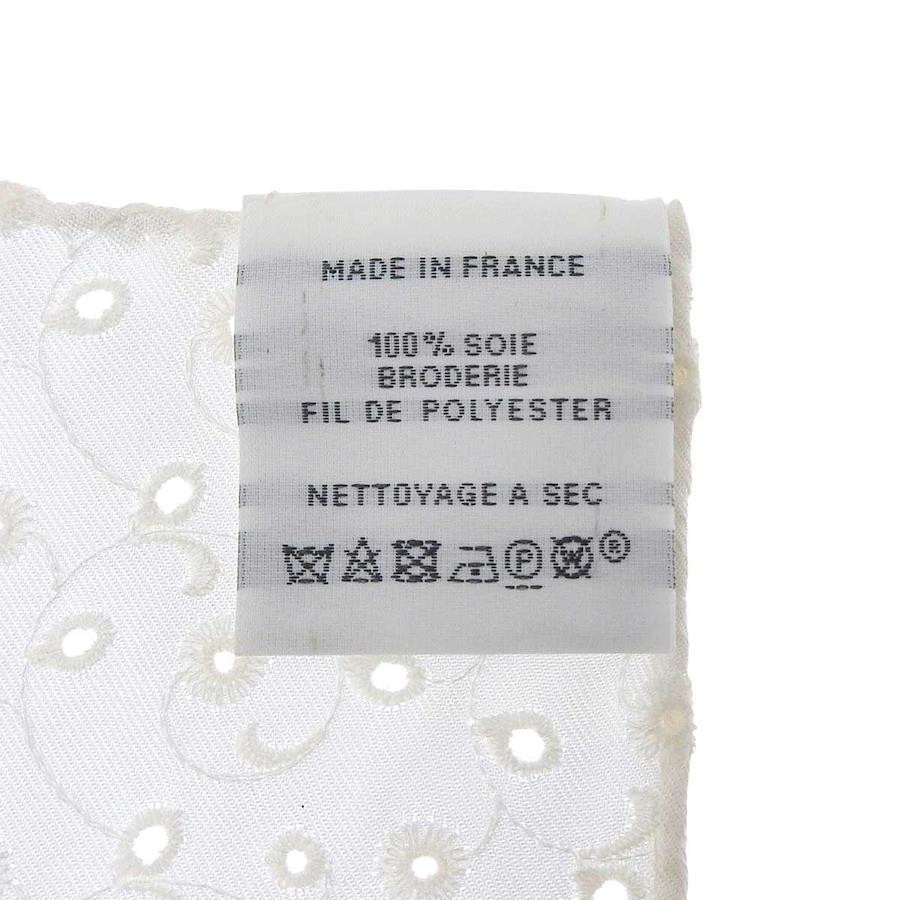 MADE IN FRANCE
100% SOIE
BRODERIE
FIL DE POLYESTER
NETTOYAGE A SEC
P W ®